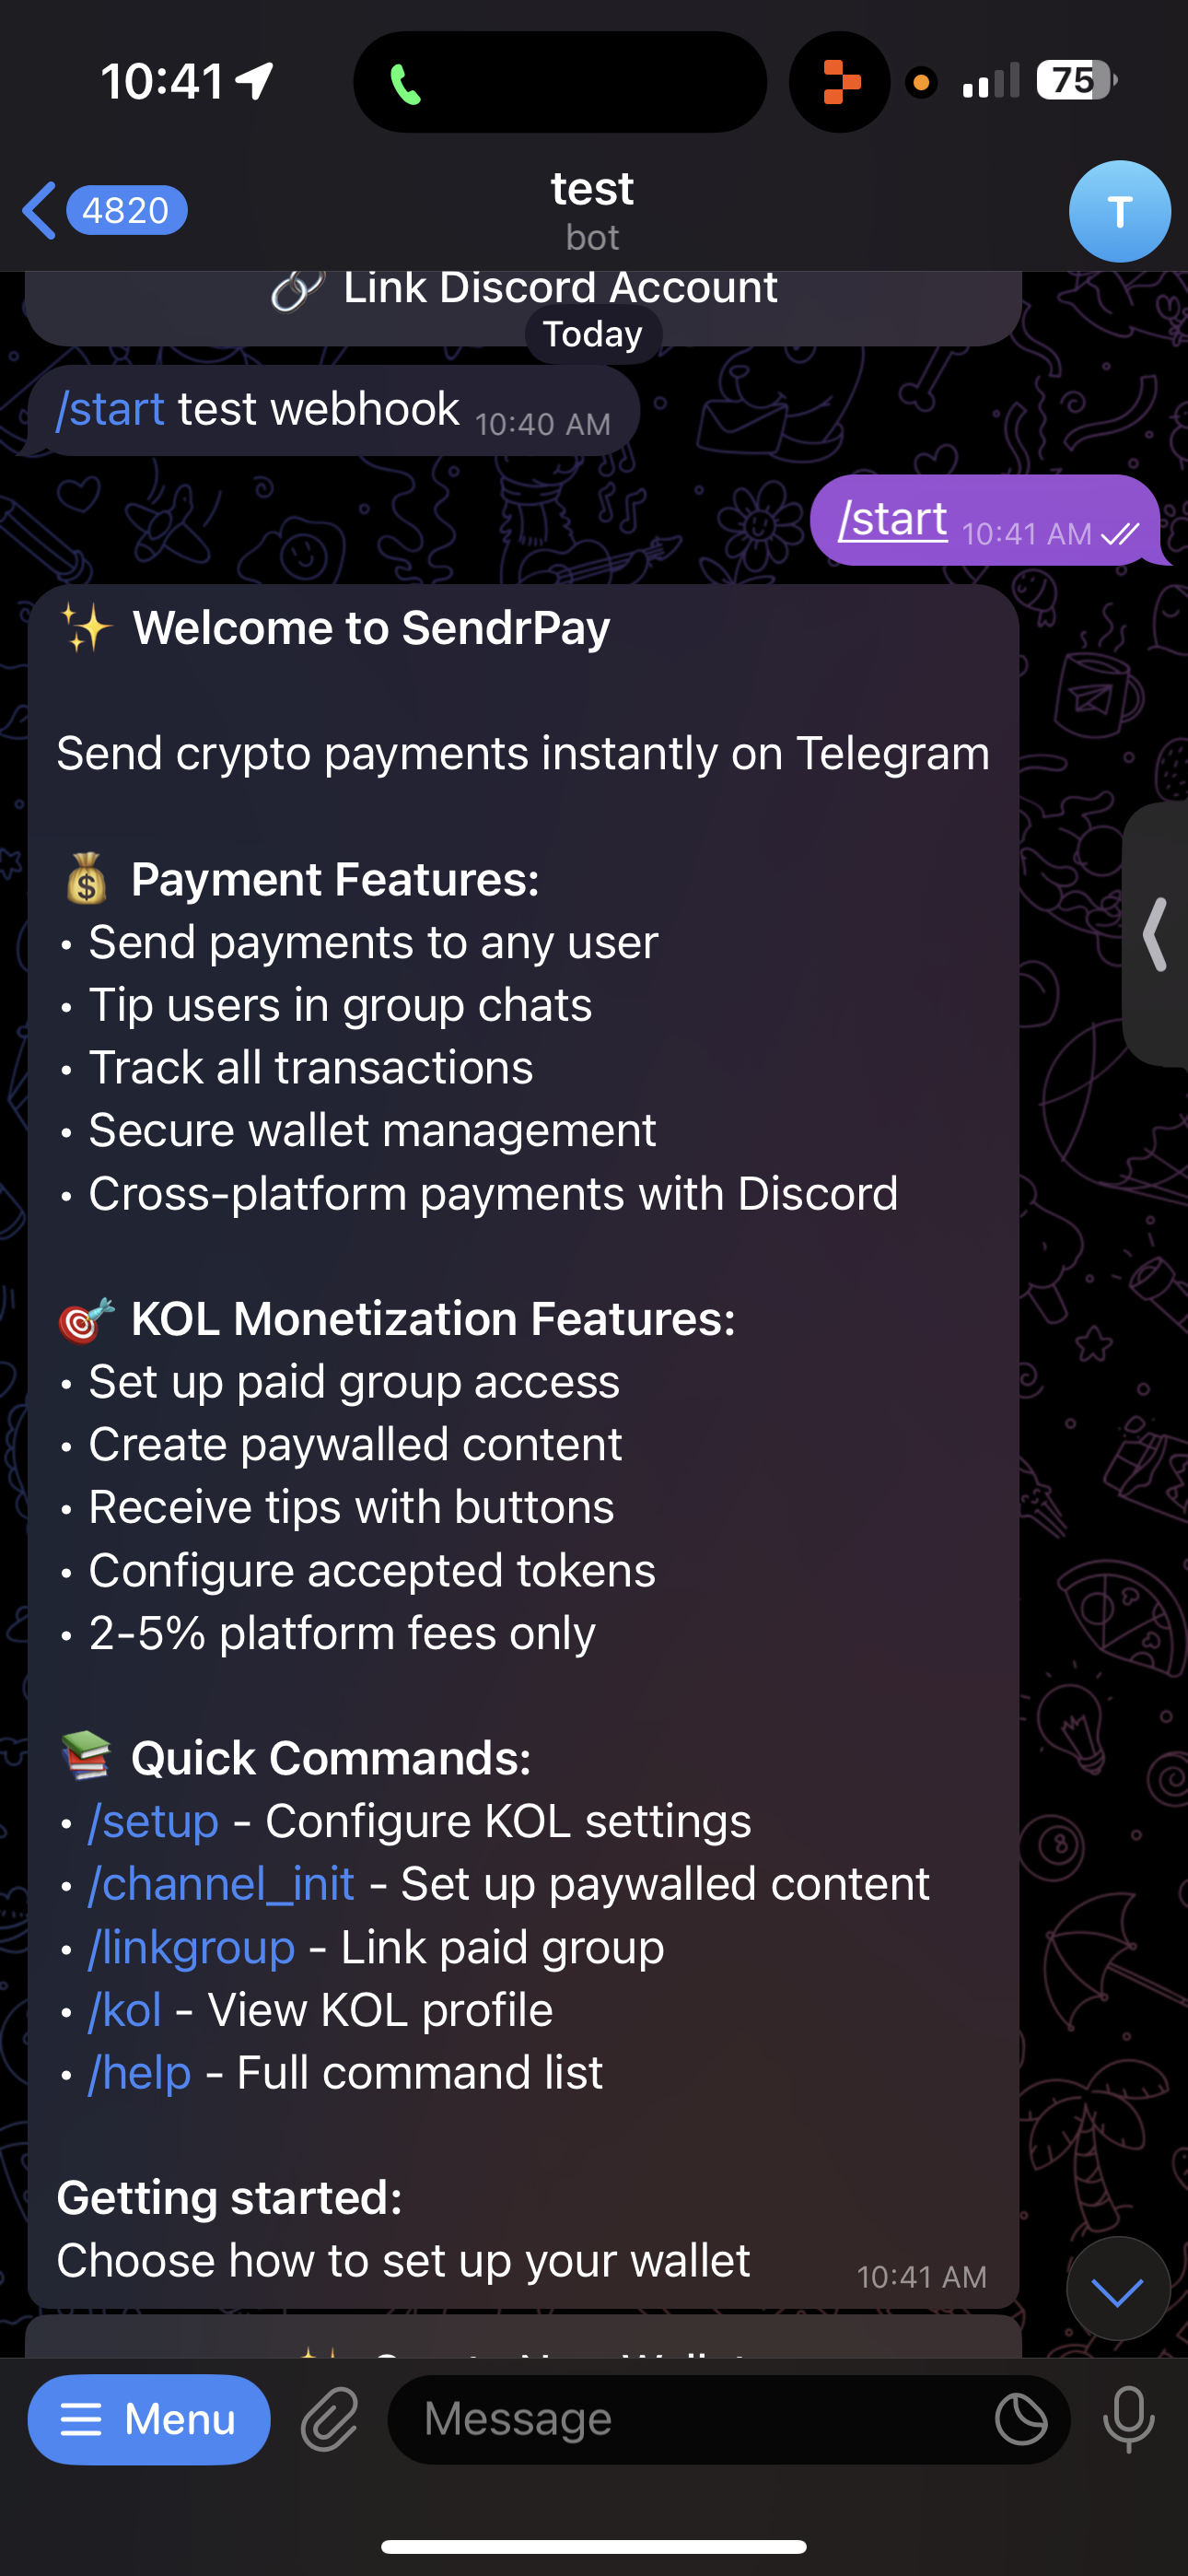 10:41
75
4820
test
bot
T
🔗 Link Discord Account
Today
/start test webhook 10:40 AM
/start 10:41 AM
✨ Welcome to SendrPay
Send crypto payments instantly on Telegram
💰 Payment Features:
• Send payments to any user
• Tip users in group chats
• Track all transactions
• Secure wallet management
• Cross-platform payments with Discord
🎯 KOL Monetization Features:
• Set up paid group access
• Create paywalled content
• Receive tips with buttons
• Configure accepted tokens
• 2-5% platform fees only
📚 Quick Commands:
• /setup - Configure KOL settings
• /channel_init - Set up paywalled content
• /linkgroup - Link paid group
• /kol - View KOL profile
• /help - Full command list
Getting started:
Choose how to set up your wallet 10:41 AM
Menu
Message